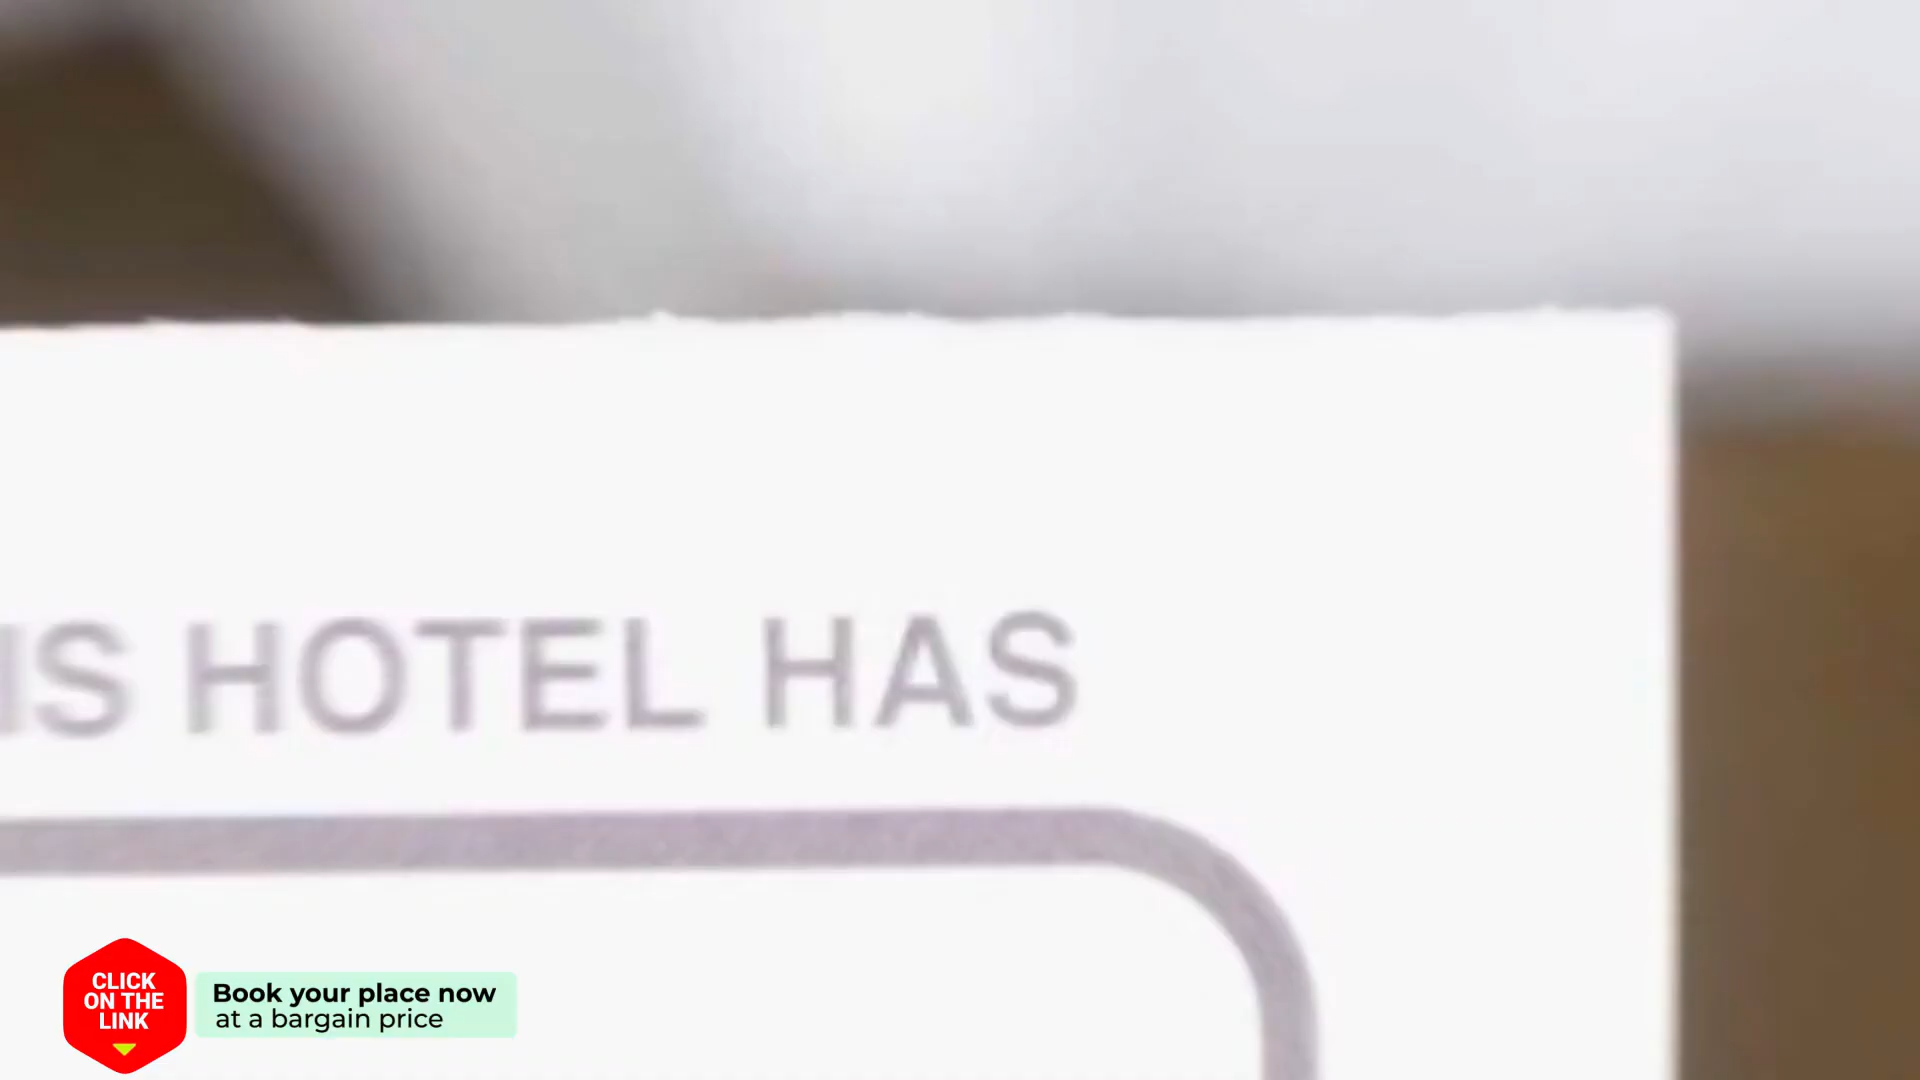 IS HOTEL HAS
CLICK
ON THE
LINK
Book your place now
at a bargain price